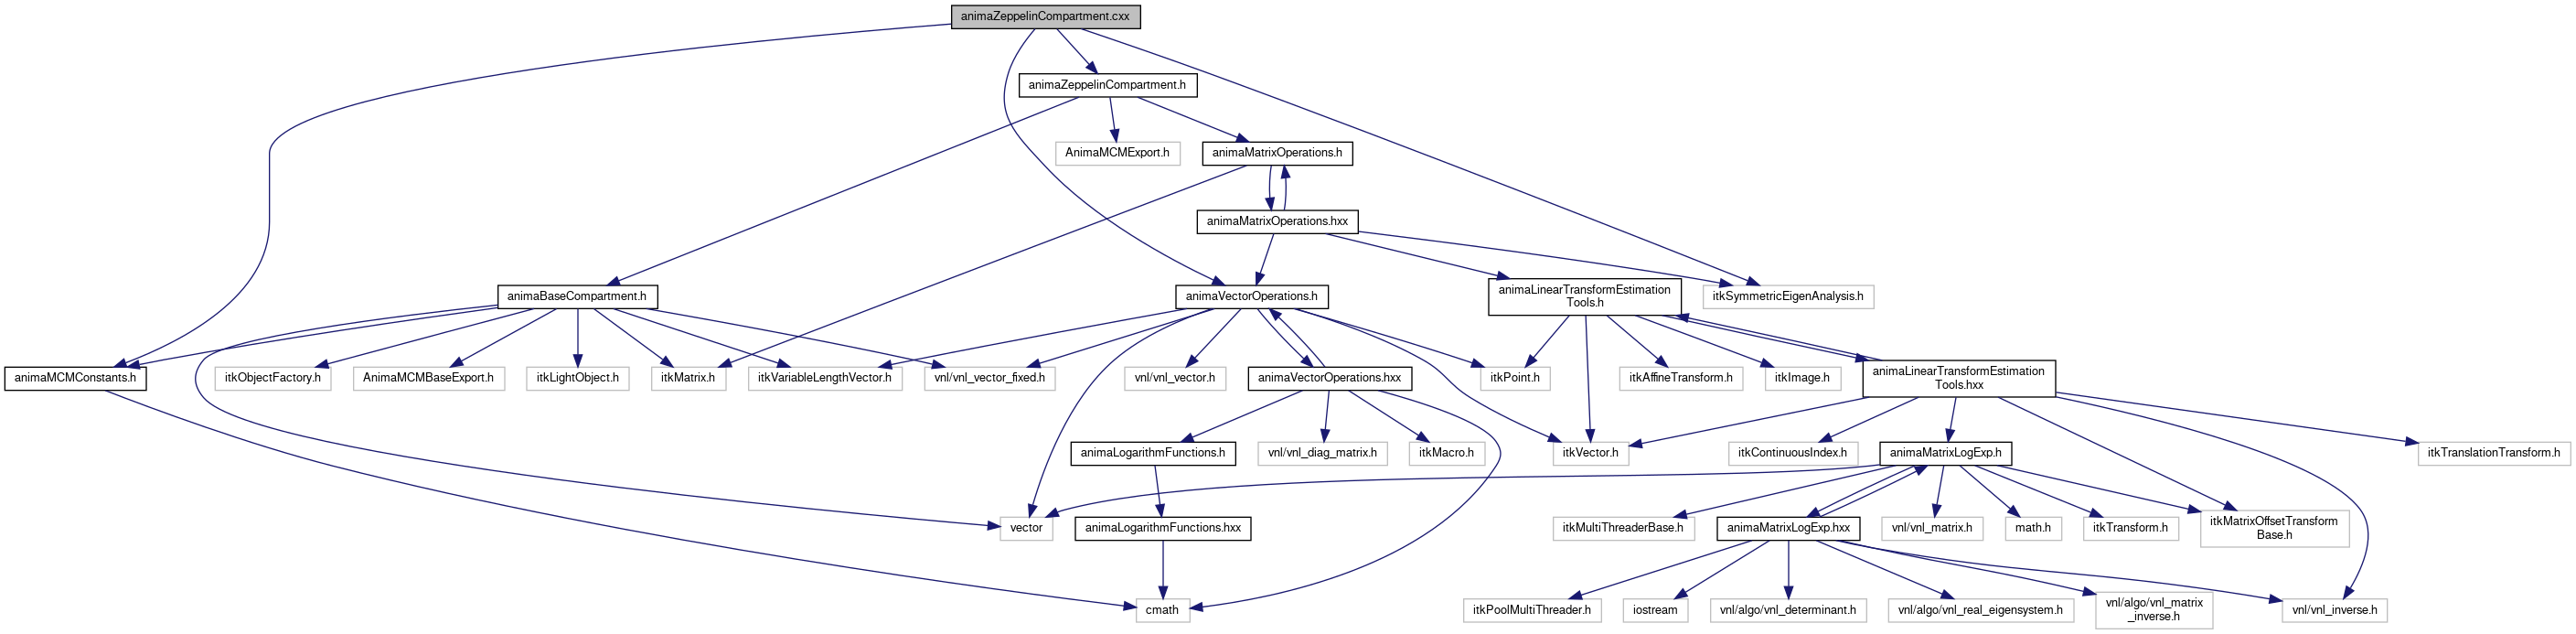 animaZeppelinCompartment.cxx
animaZeppelinCompartment.h
AnimaMCMExport.h
animaMatrixOperations.h
animaMatrixOperations.hxx
animaBaseCompartment.h
animaVectorOperations.h
animaLinearTransformEstimation
Tools.h
itkSymmetricEigenAnalysis.h
animaMCMConstants.h
itkObjectFactory.h
AnimaMCMBaseExport.h
itkLightObject.h
itkMatrix.h
itkVariableLengthVector.h
vnl/vnl_vector_fixed.h
vnl/vnl_vector.h
animaVectorOperations.hxx
itkPoint.h
itkAffineTransform.h
itkImage.h
animaLinearTransformEstimation
Tools.hxx
animaLogarithmFunctions.h
vnl/vnl_diag_matrix.h
itkMacro.h
itkVector.h
itkContinuousIndex.h
animaMatrixLogExp.h
itkTranslationTransform.h
vector
animaLogarithmFunctions.hxx
itkMultiThreaderBase.h
animaMatrixLogExp.hxx
vnl/vnl_matrix.h
math.h
itkTransform.h
itkMatrixOffsetTransform
Base.h
cmath
itkPoolMultiThreader.h
iostream
vnl/algo/vnl_determinant.h
vnl/algo/vnl_real_eigensystem.h
vnl/algo/vnl_matrix
_inverse.h
vnl/vnl_inverse.h